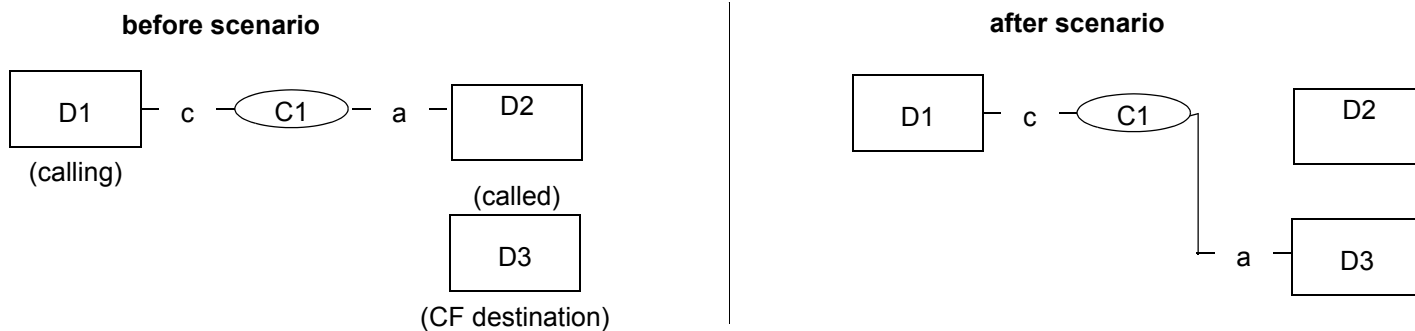 before scenario
D1 c C1 a D2
(calling)
(called)
D3
(CF destination)
after scenario
D1 c C1 D2
a D3